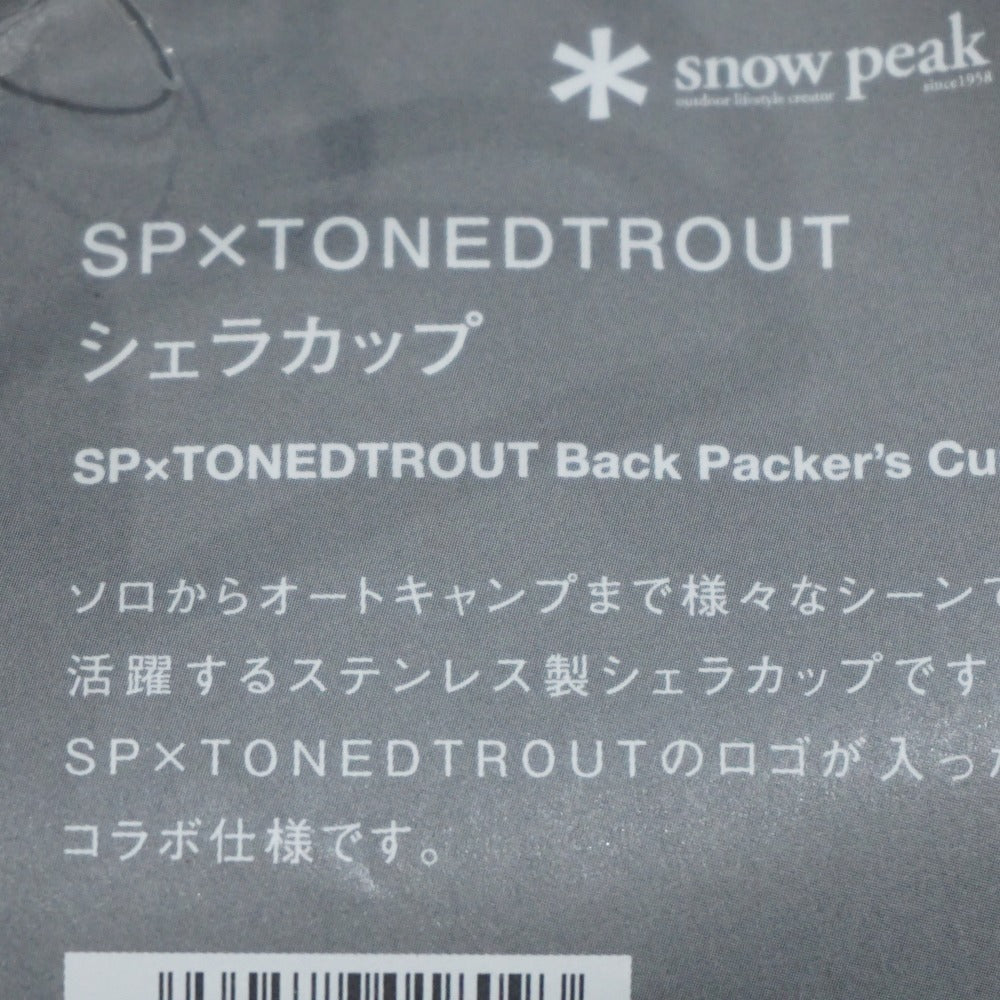 snow peak
outdoor lifestyle creator
since 1958
SP×TONEDTROUT
シェラカップ
SP×TONEDTROUT Back Packer's Cu
ソロからオートキャンプまで様々なシーンで
活躍するステンレス製シェラカップです
SP×TONEDTROUTのロゴが入った
コラボ仕様です。